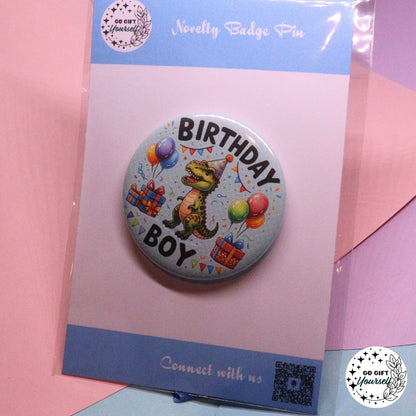 GO GIFT
Yourself
Novelty Badge Pin
BIRTHDAY
BOY
Connect with us
GO GIFT
Yourself